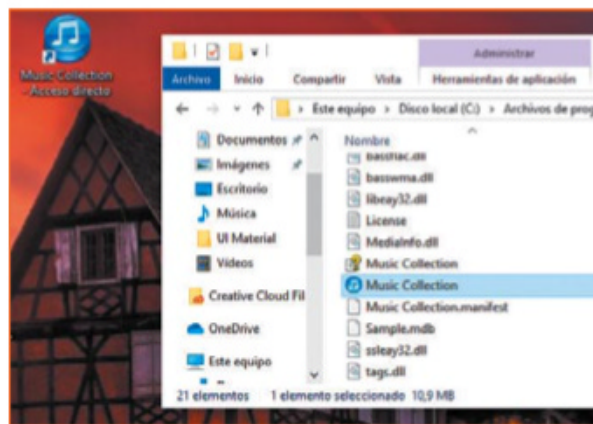 Music Collection
- Acceso directo
Administrar
Archivo Inicio Compartir Vista Herramientas de aplicación
Este equipo > Disco local (C:) > Archivos de prog
Documentos
Imágenes
Escritorio
Música
UI Material
Vídeos
Creative Cloud Fil
OneDrive
Este equipo
Nombre
bassflac.dll
basswma.dll
libeay32.dll
License
MediaInfo.dll
Music Collection
Music Collection
Music Collection.manifest
Sample.mdb
ssleay32.dll
tags.dll
21 elementos 1 elemento seleccionado 10,9 MB